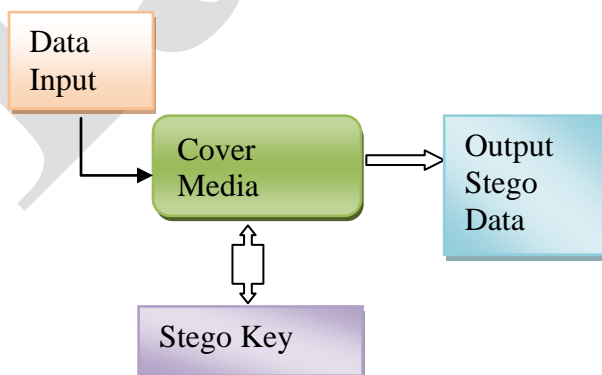 Data
Input
Cover
Media
Output
Stego
Data
Stego Key